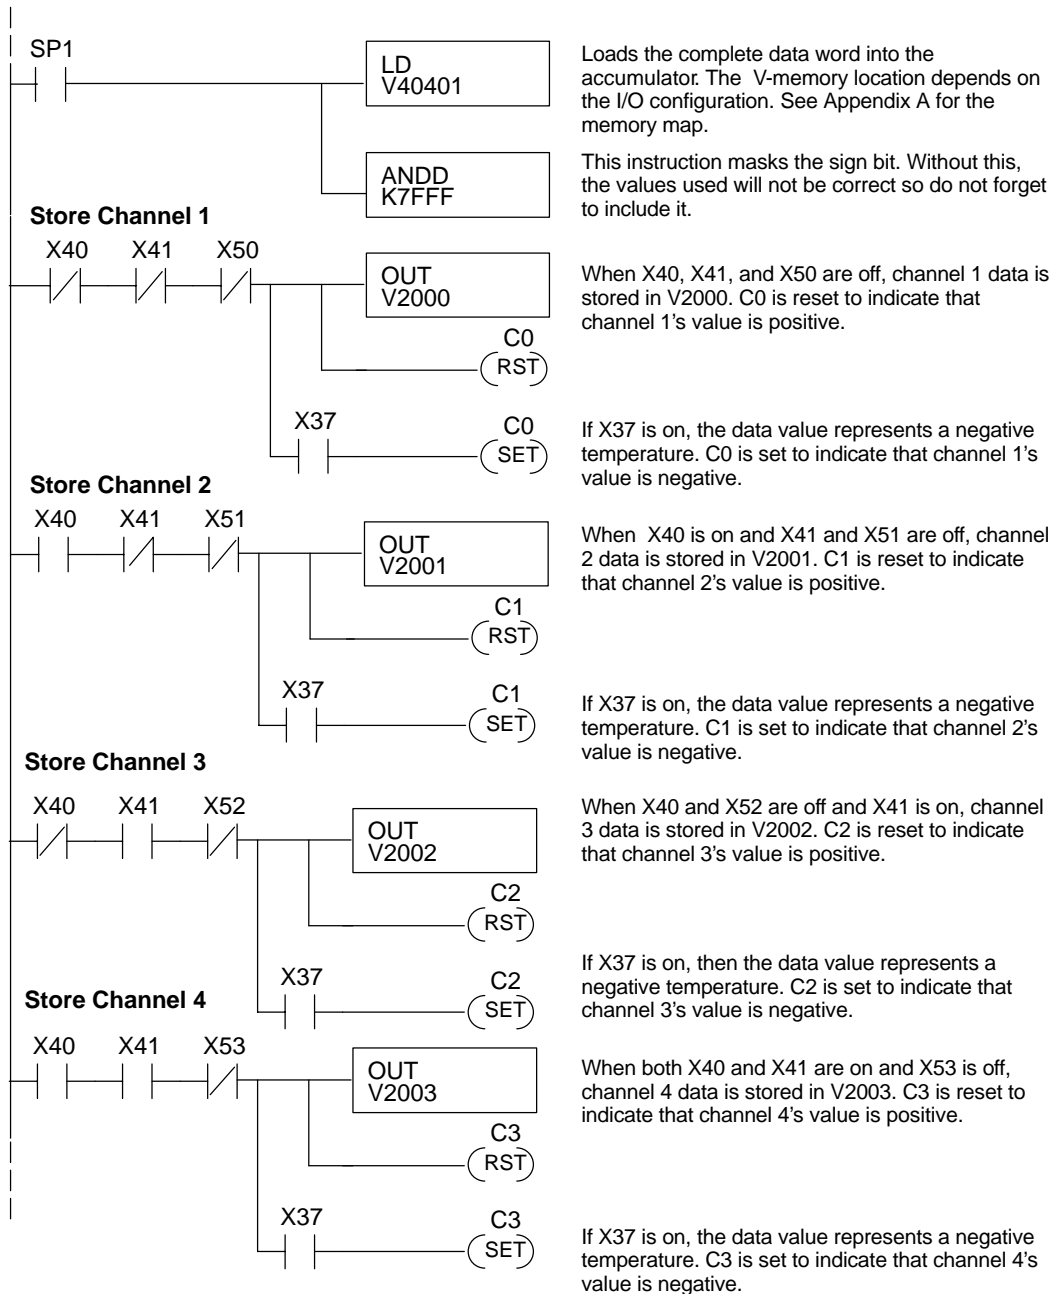 SP1
LD
V40401
Loads the complete data word into the
accumulator. The V-memory location depends on
the I/O configuration. See Appendix A for the
memory map.
ANDD
K7FFF
This instruction masks the sign bit. Without this,
the values used will not be correct so do not forget
to include it.
Store Channel 1
X40 X41 X50
OUT
V2000
When X40, X41, and X50 are off, channel 1 data is
stored in V2000. C0 is reset to indicate that
channel 1's value is positive.
C0
RST
X37
C0
SET
If X37 is on, the data value represents a negative
temperature. C0 is set to indicate that channel 1's
value is negative.
Store Channel 2
X40 X41 X51
OUT
V2001
When X40 is on and X41 and X51 are off, channel
2 data is stored in V2001. C1 is reset to indicate
that channel 2's value is positive.
C1
RST
X37
C1
SET
If X37 is on, the data value represents a negative
temperature. C1 is set to indicate that channel 2's
value is negative.
Store Channel 3
X40 X41 X52
OUT
V2002
When X40 and X52 are off and X41 is on, channel
3 data is stored in V2002. C2 is reset to indicate
that channel 3's value is positive.
C2
RST
X37
C2
SET
If X37 is on, then the data value represents a
negative temperature. C2 is set to indicate that
channel 3's value is negative.
Store Channel 4
X40 X41 X53
OUT
V2003
When both X40 and X41 are on and X53 is off,
channel 4 data is stored in V2003. C3 is reset to
indicate that channel 4's value is positive.
C3
RST
X37
C3
SET
If X37 is on, the data value represents a negative
temperature. C3 is set to indicate that channel 4's
value is negative.